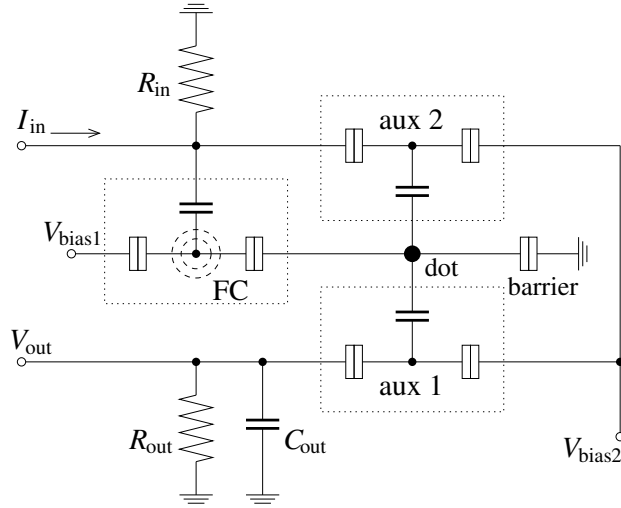 R_in
I_in
aux 2
V_bias1
FC
dot
barrier
V_out
aux 1
R_out
C_out
V_bias2